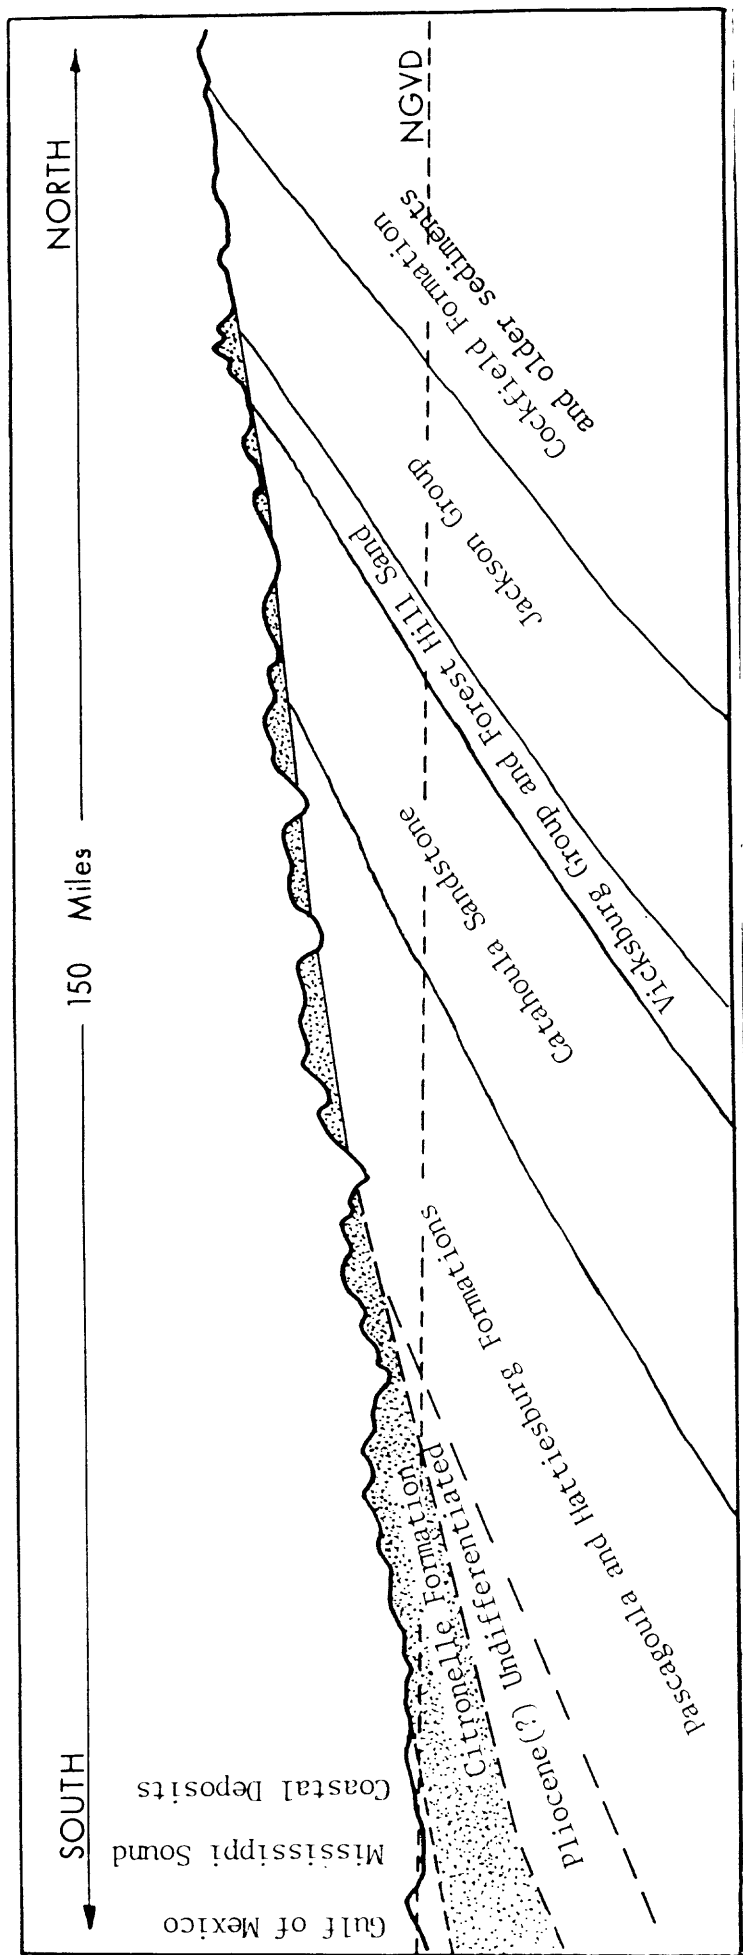 SOUTH
150 Miles
NORTH
Gulf of Mexico
Mississippi Sound
Coastal Deposits
NGVD
Citronelle Formation
Pliocene(?) Undifferentiated
Pascagoula and Hattiesburg Formations
Catahoula Sandstone
Vicksburg Group and Forest Hill Sand
Jackson Group
Cockfield Formation
and older sediments